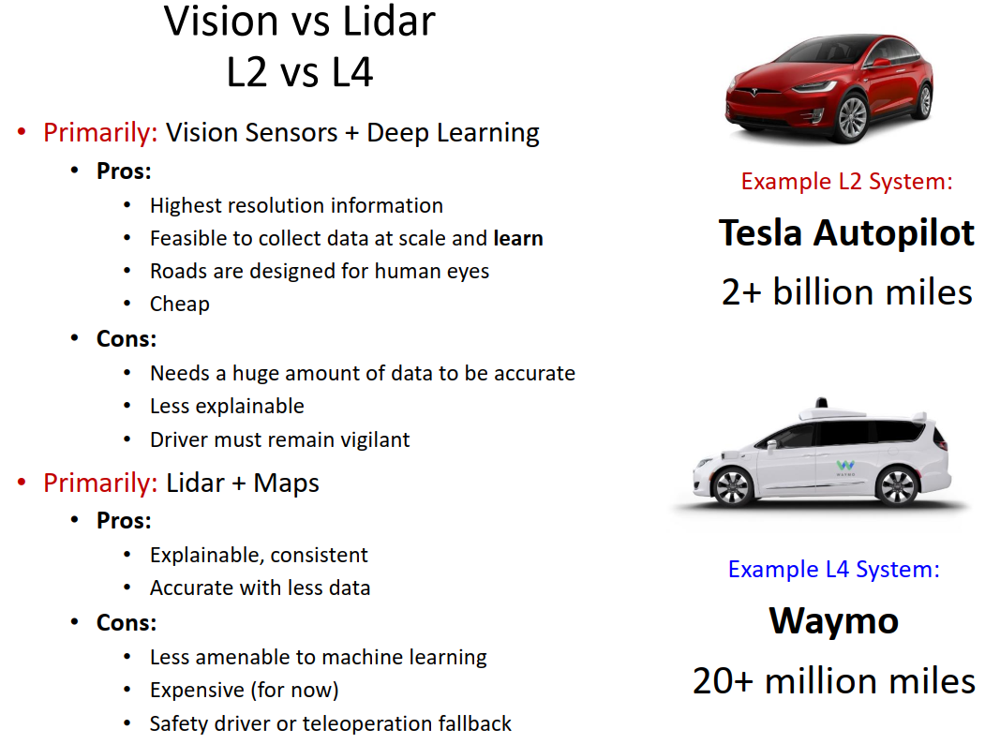 Vision vs Lidar
L2 vs L4
• Primarily: Vision Sensors + Deep Learning
• Pros:
• Highest resolution information
• Feasible to collect data at scale and learn
• Roads are designed for human eyes
• Cheap
• Cons:
• Needs a huge amount of data to be accurate
• Less explainable
• Driver must remain vigilant
• Primarily: Lidar + Maps
• Pros:
• Explainable, consistent
• Accurate with less data
• Cons:
• Less amenable to machine learning
• Expensive (for now)
• Safety driver or teleoperation fallback
Example L2 System:
Tesla Autopilot
2+ billion miles
WAYMO
Example L4 System:
Waymo
20+ million miles